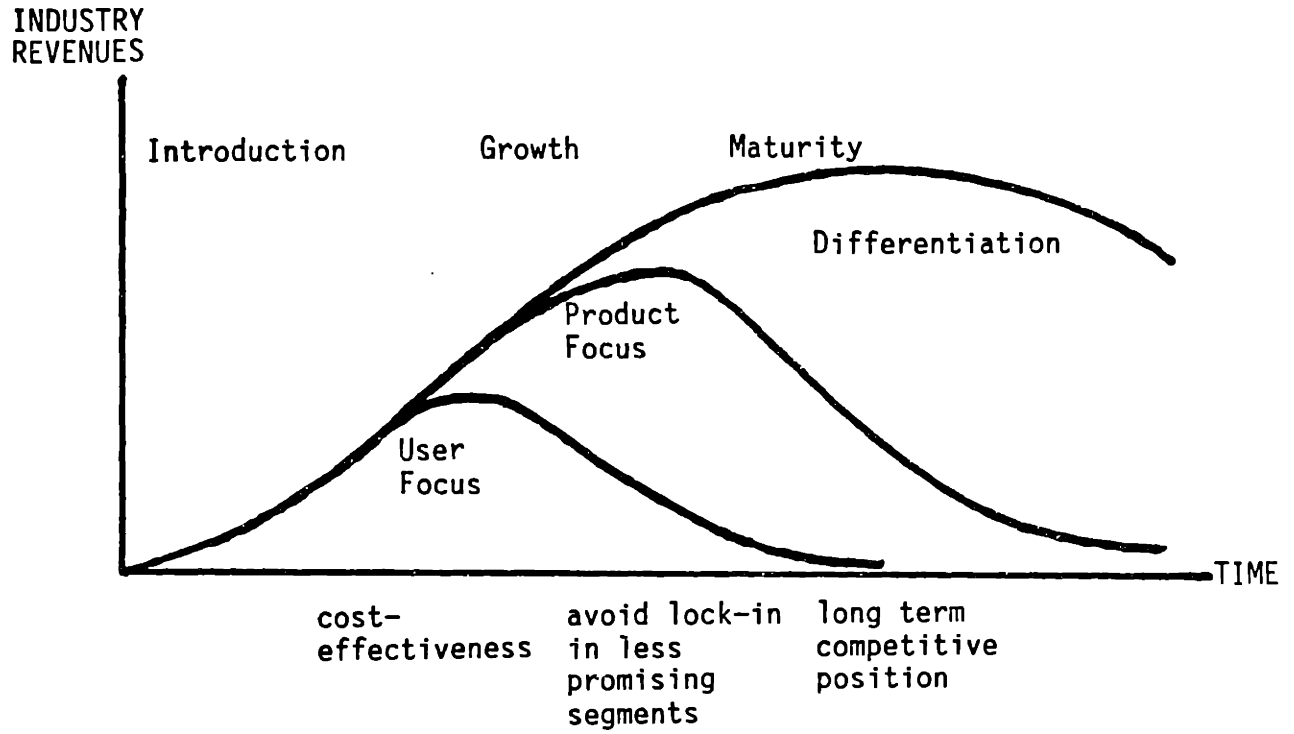 INDUSTRY
REVENUES
Introduction
Growth
Maturity
Differentiation
Product
Focus
User
Focus
TIME
cost-
effectiveness
avoid lock-in
in less
promising
segments
long term
competitive
position